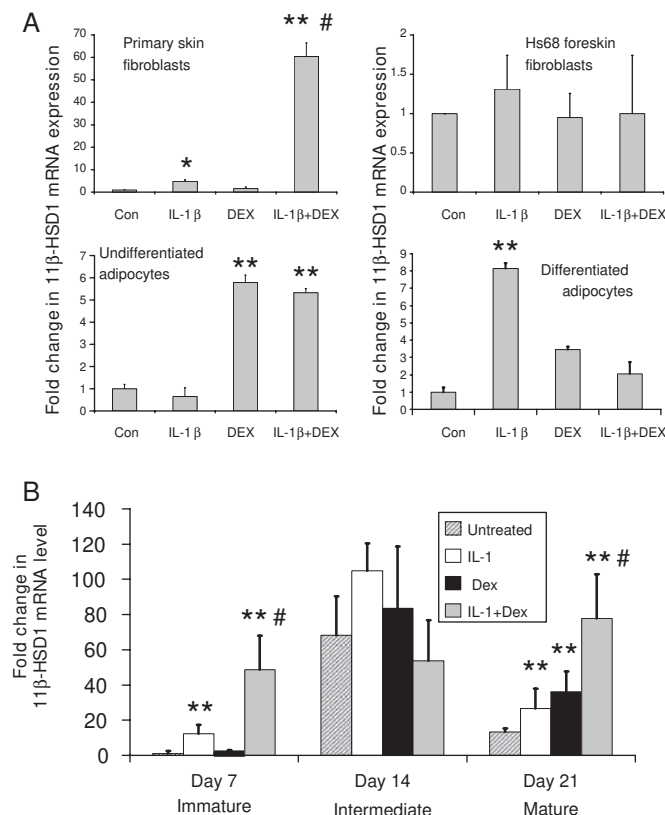 A
Fold change in 11β-HSD1 mRNA expression
Primary skin
fibroblasts
** #
70
60
50
40
30
20
10
0
*
Con IL-1 β DEX IL-1β+DEX
Fold change in 11β-HSD1 mRNA expression
Hs68 foreskin
fibroblasts
2
1.5
1
0.5
0
Con IL-1 β DEX IL-1β+DEX
Undifferentiated
adipocytes
8
7
6
5
4
3
2
1
0
** **
Con IL-1 β DEX IL-1β+DEX
Differentiated
adipocytes
9
8
7
6
5
4
3
2
1
0
**
Con IL-1 β DEX IL-1β+DEX
B
Fold change in
11β-HSD1 mRNA level
140
120
100
80
60
40
20
0
Untreated
IL-1
Dex
IL-1+Dex
**
** #
**
**
** #
Day 7 Day 14 Day 21
Immature Intermediate Mature